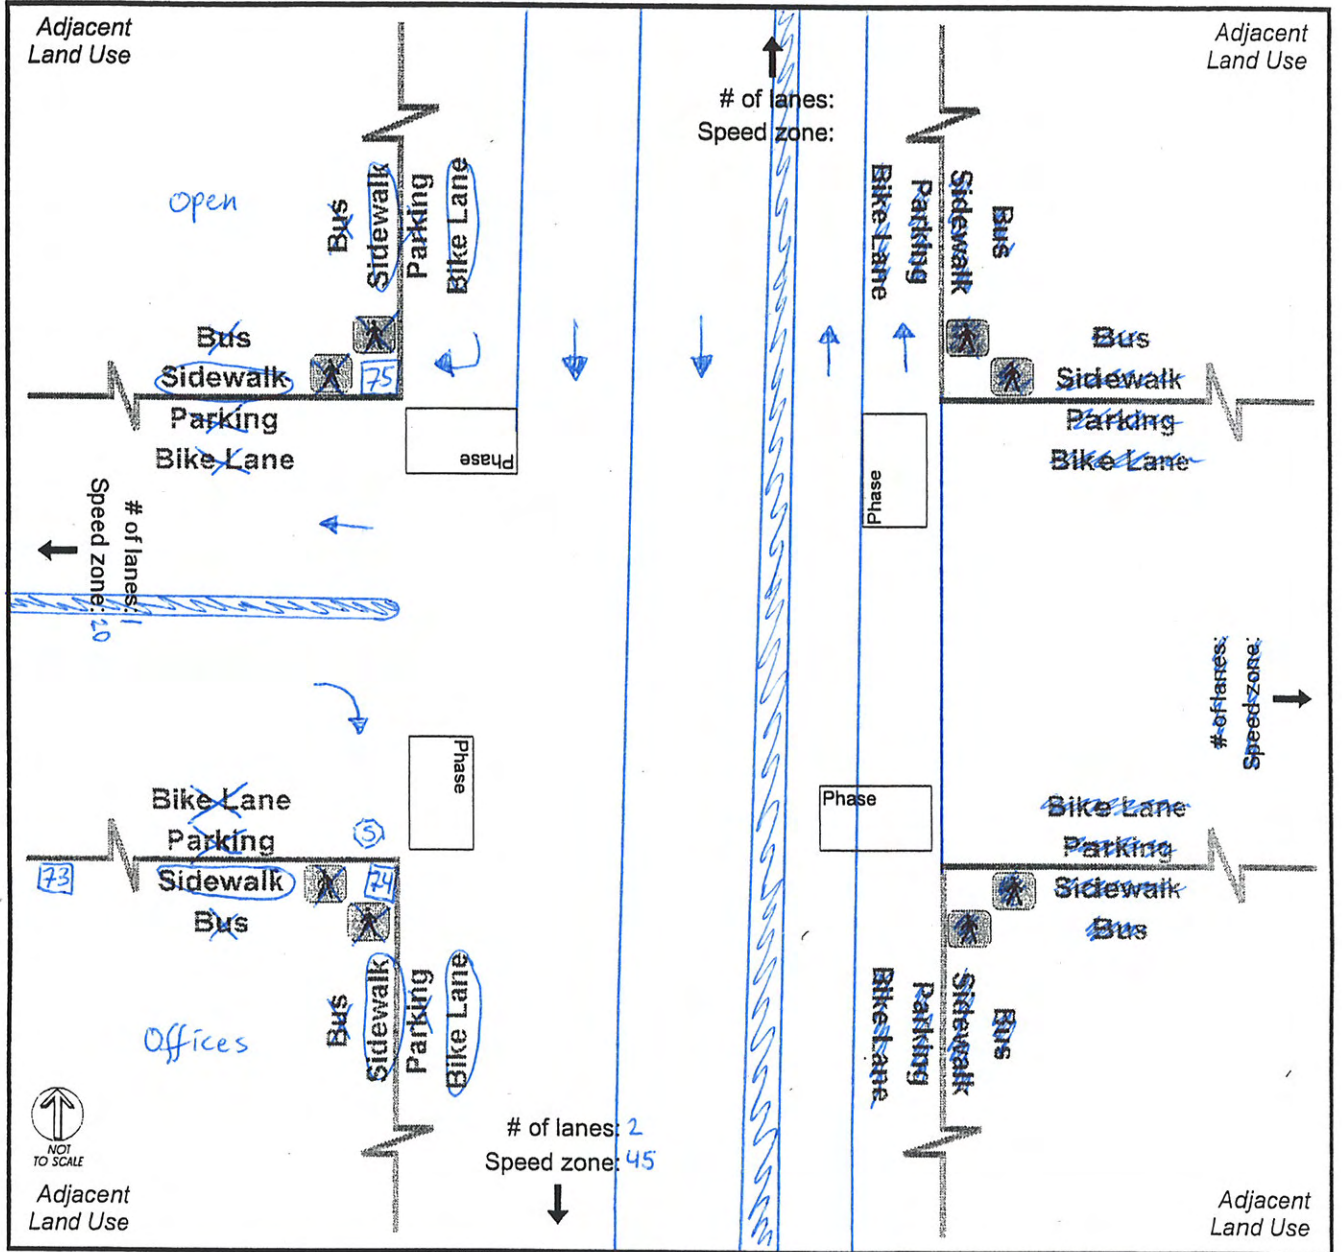 Adjacent
Land Use
Adjacent
Land Use
# of lanes:
Speed zone:
Open
Bus
Sidewalk
Parking
Bike Lane
Bike Lane
Parking
Sidewalk
Bus
Bus
Sidewalk
75
Parking
Bike Lane
Bus
Sidewalk
Parking
Bike Lane
Phase
Phase
# of lanes: 1
Speed zone: 20
# of lanes:
Speed zone:
Phase
Phase
Bike Lane
Parking
S
Sidewalk
Bus
73
74
Bike Lane
Parking
Sidewalk
Bus
Offices
Bus
Sidewalk
Parking
Bike Lane
Bike Lane
Parking
Sidewalk
Bus
# of lanes: 2
Speed zone: 45
NOT
TO SCALE
Adjacent
Land Use
Adjacent
Land Use